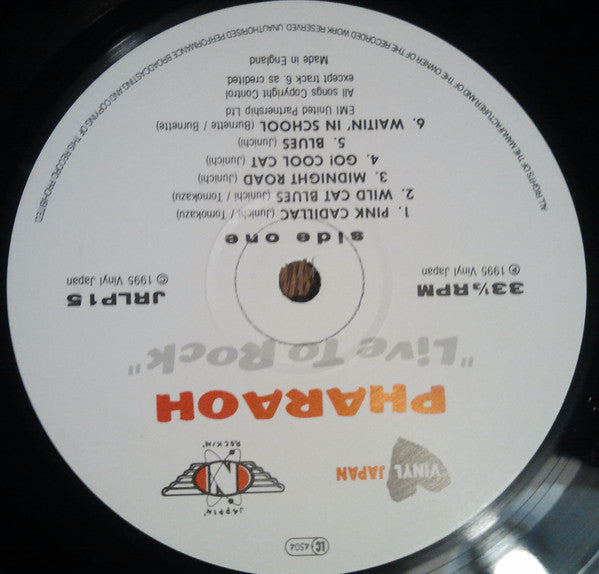 LC 4504
JAPPIN'
ROCKIN'
VINYL JAPAN
PHARAOH
"Live To Rock"
33⅓RPM
℗ 1995 Vinyl Japan
JRLP15
© 1995 Vinyl Japan
side one
1. PINK CADILLAC (Junichi / Tomokazu)
2. WILD CAT BLUES (Junichi / Tomokazu)
3. MIDNIGHT ROAD (Junichi)
4. GO! COOL CAT (Junichi)
5. BLUES (Junichi)
6. WAITIN' IN SCHOOL (Burnette / Burnette)
EMI United Partnership Ltd
All songs Copyright Control
except track 6. as credited.
Made in England
ALL RIGHTS OF THE MANUFACTURER AND OF THE OWNER OF THE RECORDED WORK RESERVED UNAUTHORISED PERFORMANCE BROADCASTING AND COPYING OF THIS RECORD PROHIBITED